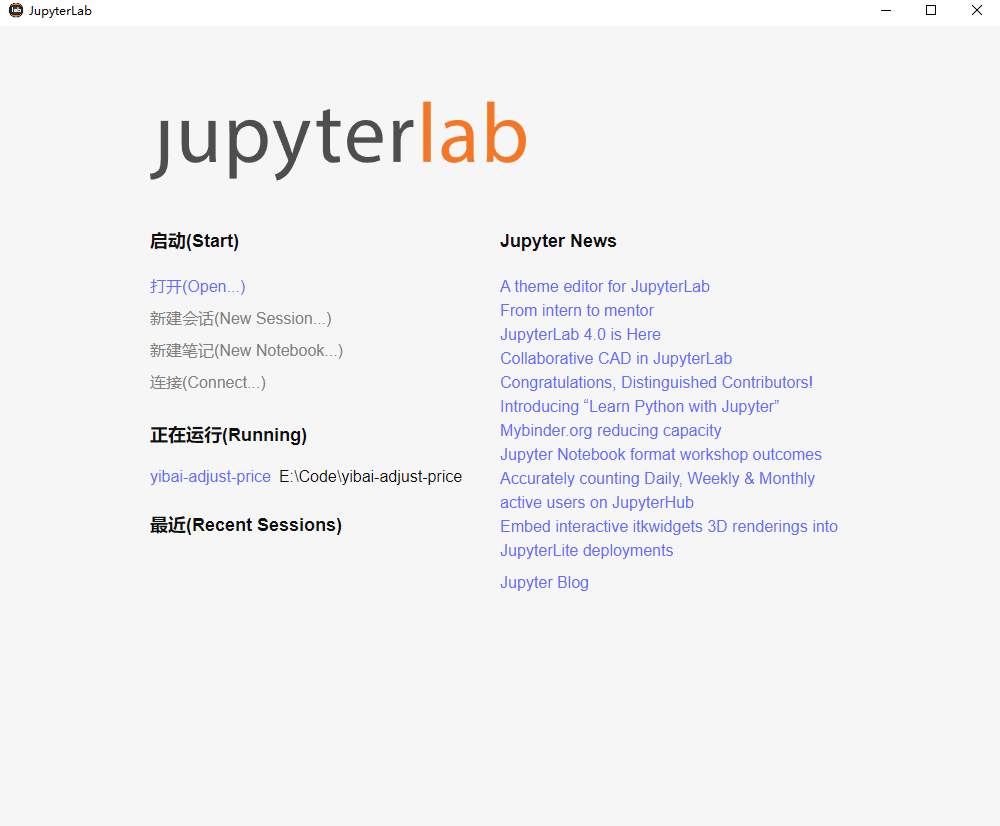 JupyterLab
jupyterlab
启动(Start)
打开(Open...)
新建会话(New Session...)
新建笔记(New Notebook...)
连接(Connect...)
正在运行(Running)
yibai-adjust-price E:\Code\yibai-adjust-price
最近(Recent Sessions)
Jupyter News
A theme editor for JupyterLab
From intern to mentor
JupyterLab 4.0 is Here
Collaborative CAD in JupyterLab
Congratulations, Distinguished Contributors!
Introducing “Learn Python with Jupyter”
Mybinder.org reducing capacity
Jupyter Notebook format workshop outcomes
Accurately counting Daily, Weekly & Monthly
active users on JupyterHub
Embed interactive itkwidgets 3D renderings into
JupyterLite deployments
Jupyter Blog